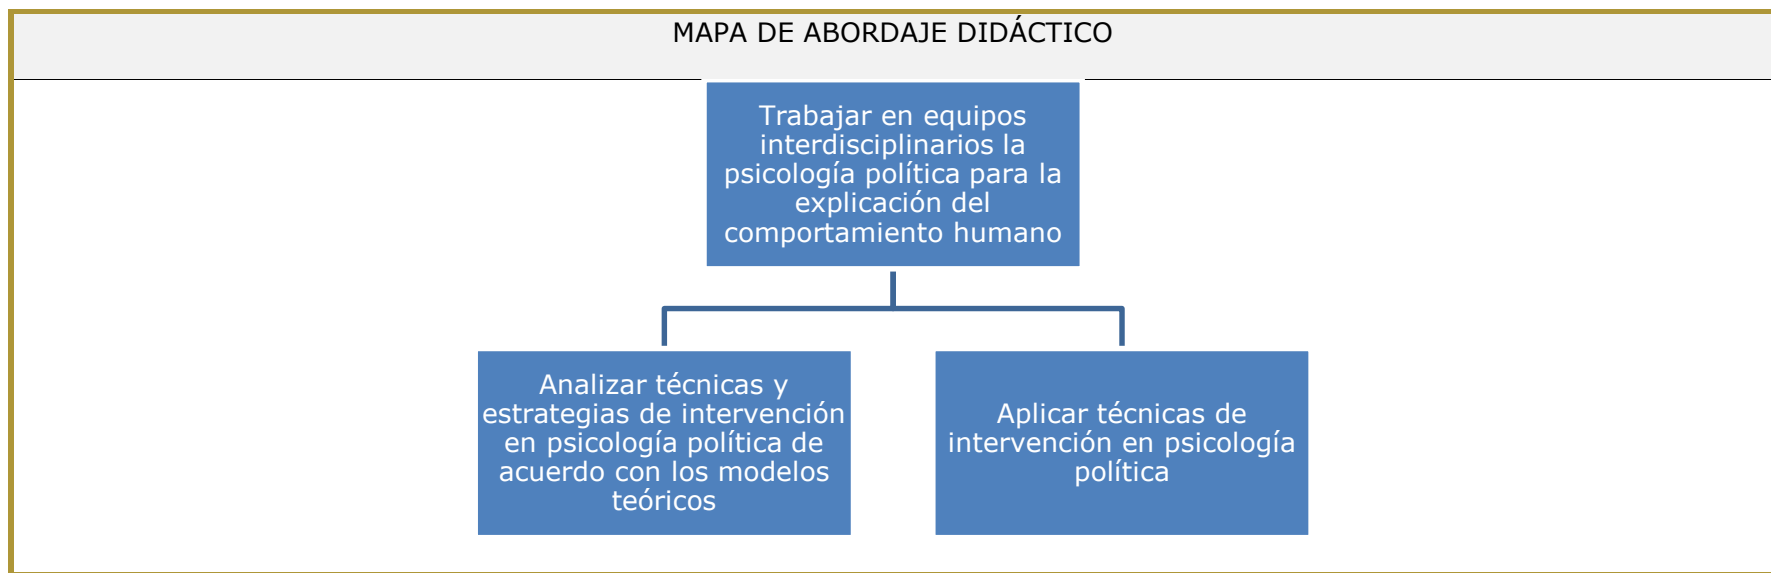 MAPA DE ABORDAJE DIDÁCTICO
Trabajar en equipos
interdisciplinarios la
psicología política para la
explicación del
comportamiento humano
Analizar técnicas y
estrategias de intervención
en psicología política de
acuerdo con los modelos
teóricos
Aplicar técnicas de
intervención en psicología
política